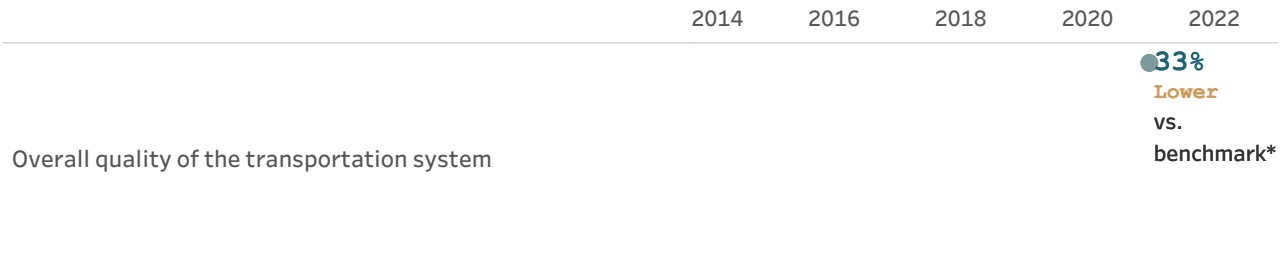 2014 2016 2018 2020 2022
33%
Lower
vs.
benchmark*
Overall quality of the transportation system